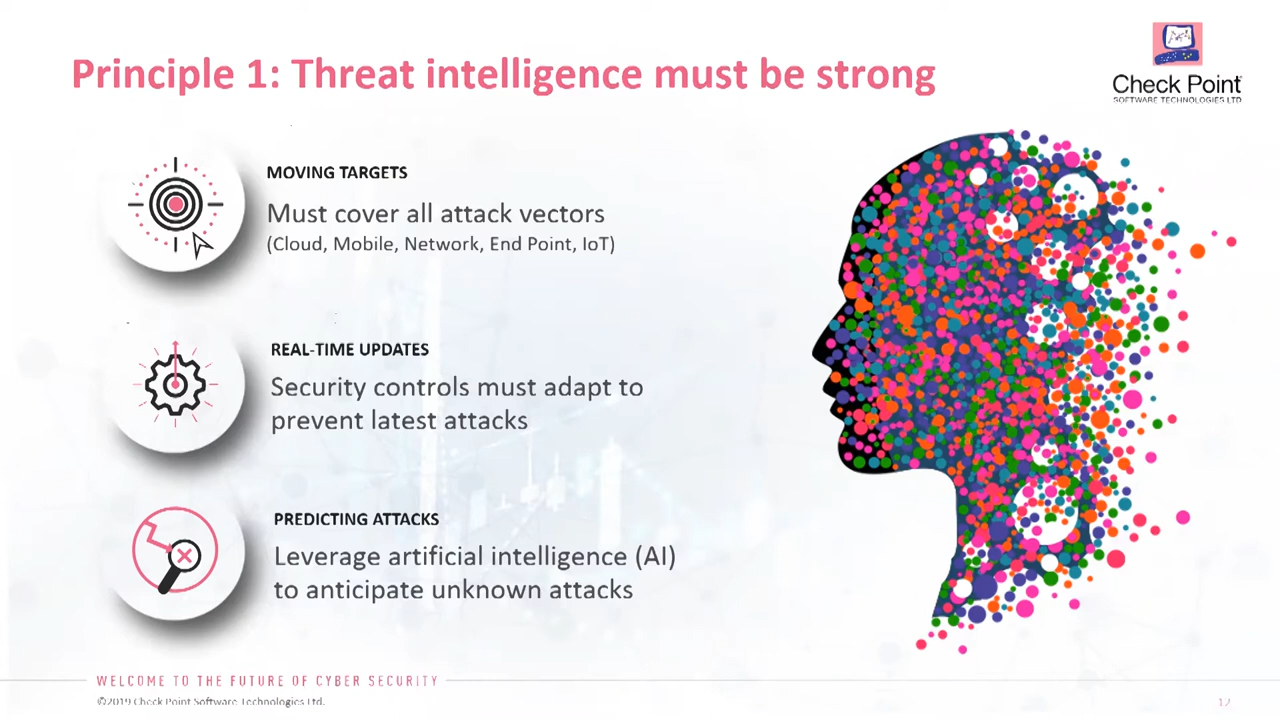 Principle 1: Threat intelligence must be strong
Check Point
SOFTWARE TECHNOLOGIES LTD
MOVING TARGETS
Must cover all attack vectors
(Cloud, Mobile, Network, End Point, IoT)
REAL-TIME UPDATES
Security controls must adapt to
prevent latest attacks
PREDICTING ATTACKS
Leverage artificial intelligence (AI)
to anticipate unknown attacks
WELCOME TO THE FUTURE OF CYBER SECURITY
©2019 Check Point Software Technologies Ltd.
12